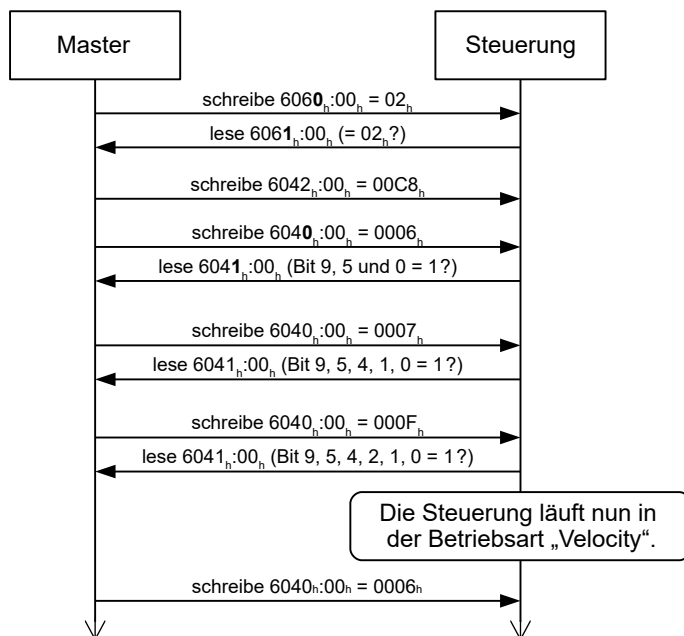 Master
Steuerung
schreibe 6060h:00h = 02h
lese 6061h:00h (= 02h?)
schreibe 6042h:00h = 00C8h
schreibe 6040h:00h = 0006h
lese 6041h:00h (Bit 9, 5 und 0 = 1?)
schreibe 6040h:00h = 0007h
lese 6041h:00h (Bit 9, 5, 4, 1, 0 = 1?)
schreibe 6040h:00h = 000Fh
lese 6041h:00h (Bit 9, 5, 4, 2, 1, 0 = 1?)
Die Steuerung läuft nun in
der Betriebsart „Velocity“.
schreibe 6040h:00h = 0006h